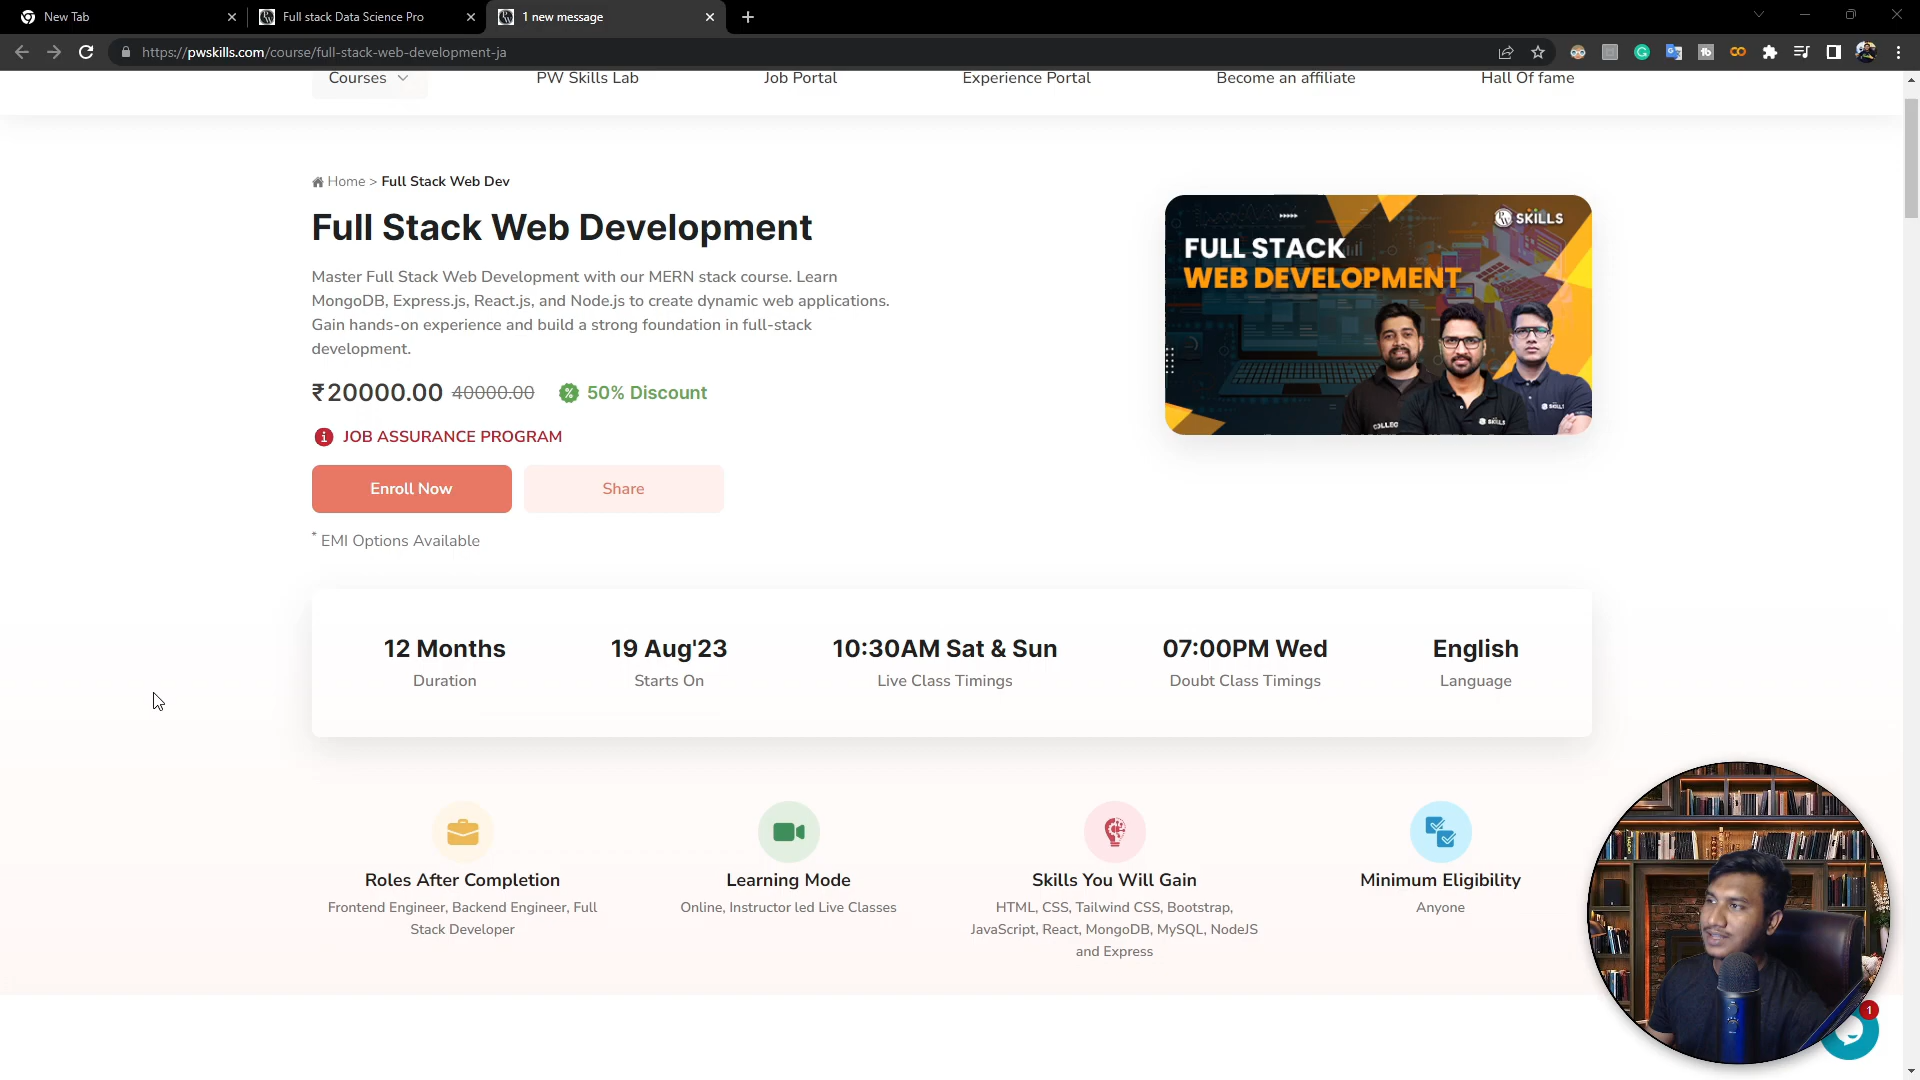 New Tab
Full stack Data Science Pro
1 new message
https://pwskills.com/course/full-stack-web-development-ja
Courses
PW Skills Lab
Job Portal
Experience Portal
Become an affiliate
Hall Of fame
Home > Full Stack Web Dev
Full Stack Web Development
Master Full Stack Web Development with our MERN stack course. Learn
MongoDB, Express.js, React.js, and Node.js to create dynamic web applications.
Gain hands-on experience and build a strong foundation in full-stack
development.
₹20000.00 40000.00 50% Discount
JOB ASSURANCE PROGRAM
Enroll Now
Share
* EMI Options Available
SKILLS
FULL STACK
WEB DEVELOPMENT
12 Months
Duration
19 Aug'23
Starts On
10:30AM Sat & Sun
Live Class Timings
07:00PM Wed
Doubt Class Timings
English
Language
Roles After Completion
Frontend Engineer, Backend Engineer, Full
Stack Developer
Learning Mode
Online, Instructor led Live Classes
Skills You Will Gain
HTML, CSS, Tailwind CSS, Bootstrap,
JavaScript, React, MongoDB, MySQL, NodeJS
and Express
Minimum Eligibility
Anyone
1